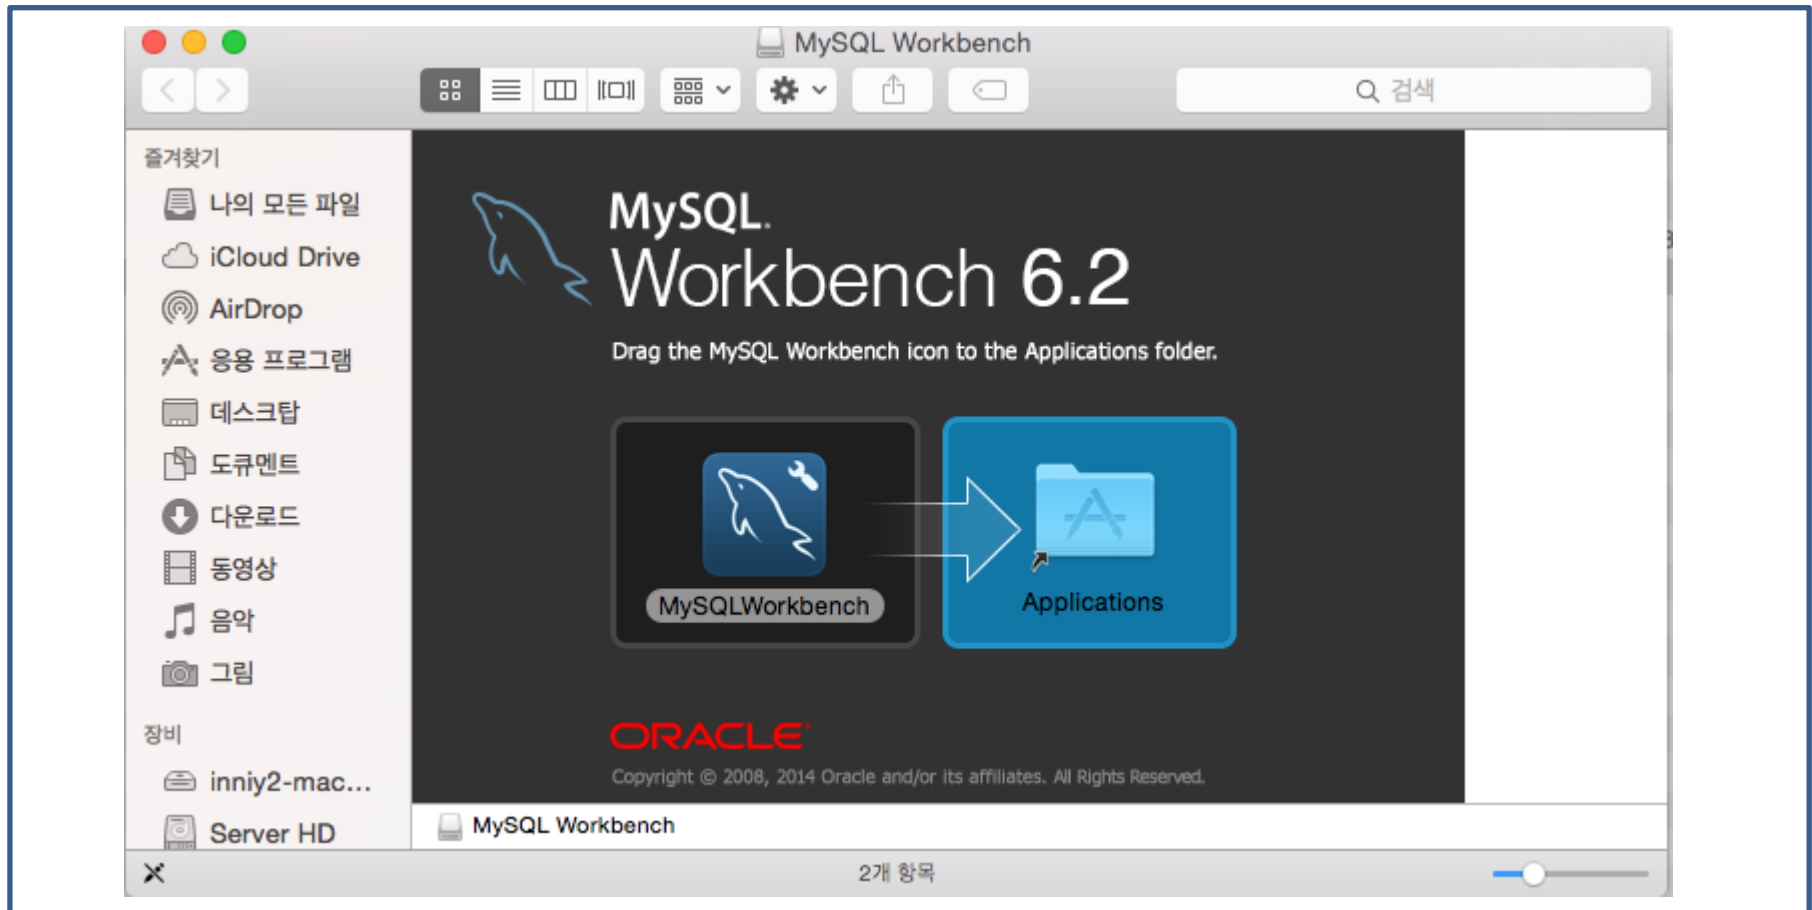 MySQL Workbench
검색
즐겨찾기
나의 모든 파일
iCloud Drive
AirDrop
응용 프로그램
데스크탑
도큐멘트
다운로드
동영상
음악
그림
장비
inniy2-mac...
Server HD
MySQL.
Workbench 6.2
Drag the MySQL Workbench icon to the Applications folder.
MySQLWorkbench
Applications
ORACLE
Copyright © 2008, 2014 Oracle and/or its affiliates. All Rights Reserved.
MySQL Workbench
2개 항목